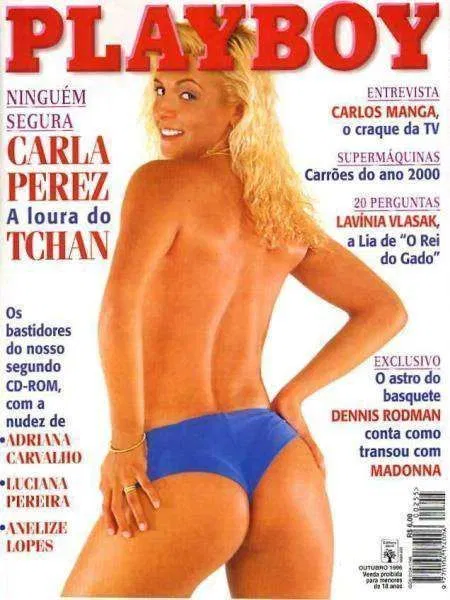 PLAYBOY
NINGUÉM
SEGURA
CARLA
PEREZ
A loura do
TCHAN
Os
bastidores
do nosso
segundo
CD-ROM,
com a
nudez de
•ADRIANA
CARVALHO
•LUCIANA
PEREIRA
•ANELIZE
LOPES
ENTREVISTA
CARLOS MANGA,
o craque da TV
SUPERMÁQUINAS
Carrões do ano 2000
20 PERGUNTAS
LAVÍNIA VLASAK,
a Lia de "O Rei
do Gado"
EXCLUSIVO
O astro do
basquete
DENNIS RODMAN
conta como
transou com
MADONNA
OUTUBRO 1996
Venda proibida
para menores
de 18 anos
R$ 6,00
00255